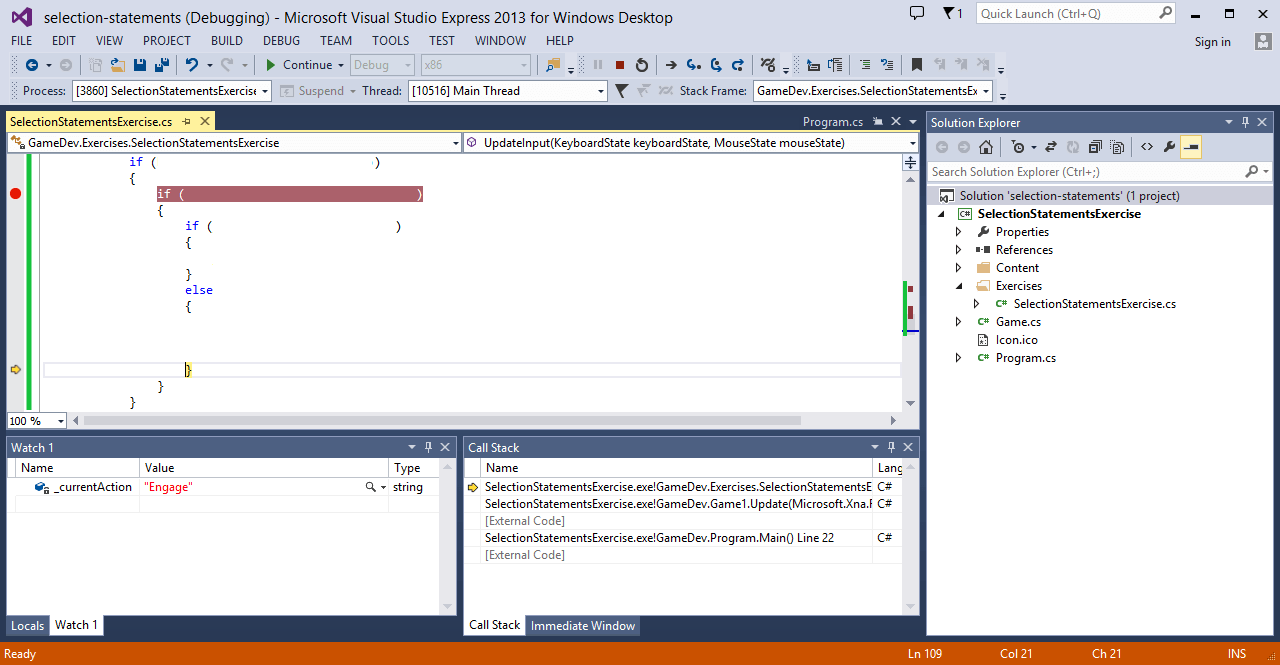 selection-statements (Debugging) - Microsoft Visual Studio Express 2013 for Windows Desktop
1
Quick Launch (Ctrl+Q)
FILE EDIT VIEW PROJECT BUILD DEBUG TEAM TOOLS TEST WINDOW HELP
Sign in
Continue Debug x86
Process: [3860] SelectionStatementsExercise Suspend Thread: [10516] Main Thread Stack Frame: GameDev.Exercises.SelectionStatementsEx
SelectionStatementsExercise.cs
Program.cs
GameDev.Exercises.SelectionStatementsExercise
UpdateInput(KeyboardState keyboardState, MouseState mouseState)
if ( )
{
if ( )
{
if ( )
{
}
else
{
}
}
}
100 %
Solution Explorer
Search Solution Explorer (Ctrl+;)
Solution 'selection-statements' (1 project)
C# SelectionStatementsExercise
Properties
References
Content
Exercises
C# SelectionStatementsExercise.cs
C# Game.cs
Icon.ico
C# Program.cs
Watch 1
Name Value Type
_currentAction "Engage" string
Locals Watch 1
Call Stack
Name Lang
SelectionStatementsExercise.exe!GameDev.Exercises.SelectionStatementsE C#
SelectionStatementsExercise.exe!GameDev.Game1.Update(Microsoft.Xna.F C#
[External Code]
SelectionStatementsExercise.exe!GameDev.Program.Main() Line 22 C#
[External Code]
Call Stack Immediate Window
Ready
Ln 109 Col 21 Ch 21 INS